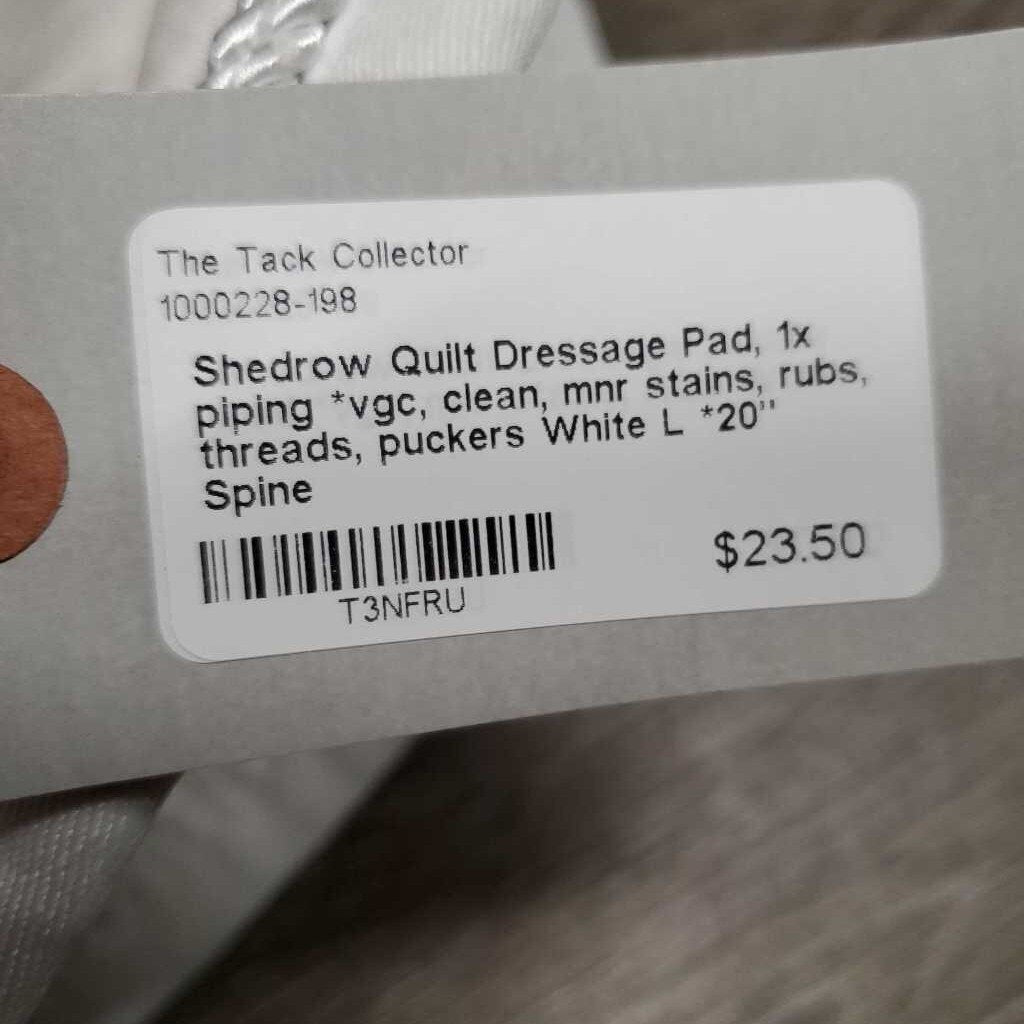 The Tack Collector
1000228-198
Shedrow Quilt Dressage Pad, 1x
piping *vgc, clean, mnr stains, rubs,
threads, puckers White L *20"
Spine
T3NFRU
$23.50